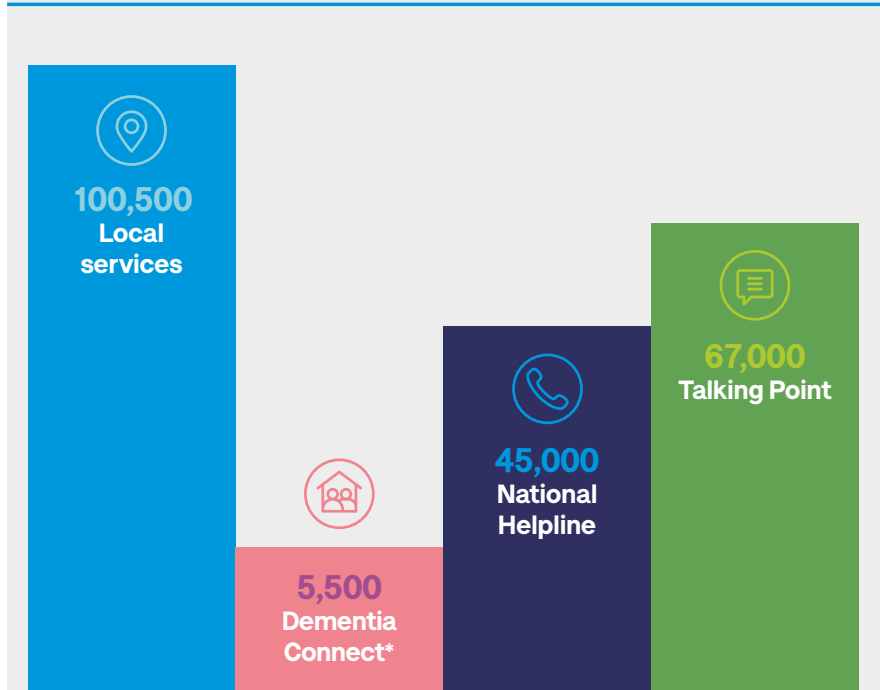 100,500
Local
services
5,500
Dementia
Connect*
45,000
National
Helpline
67,000
Talking Point